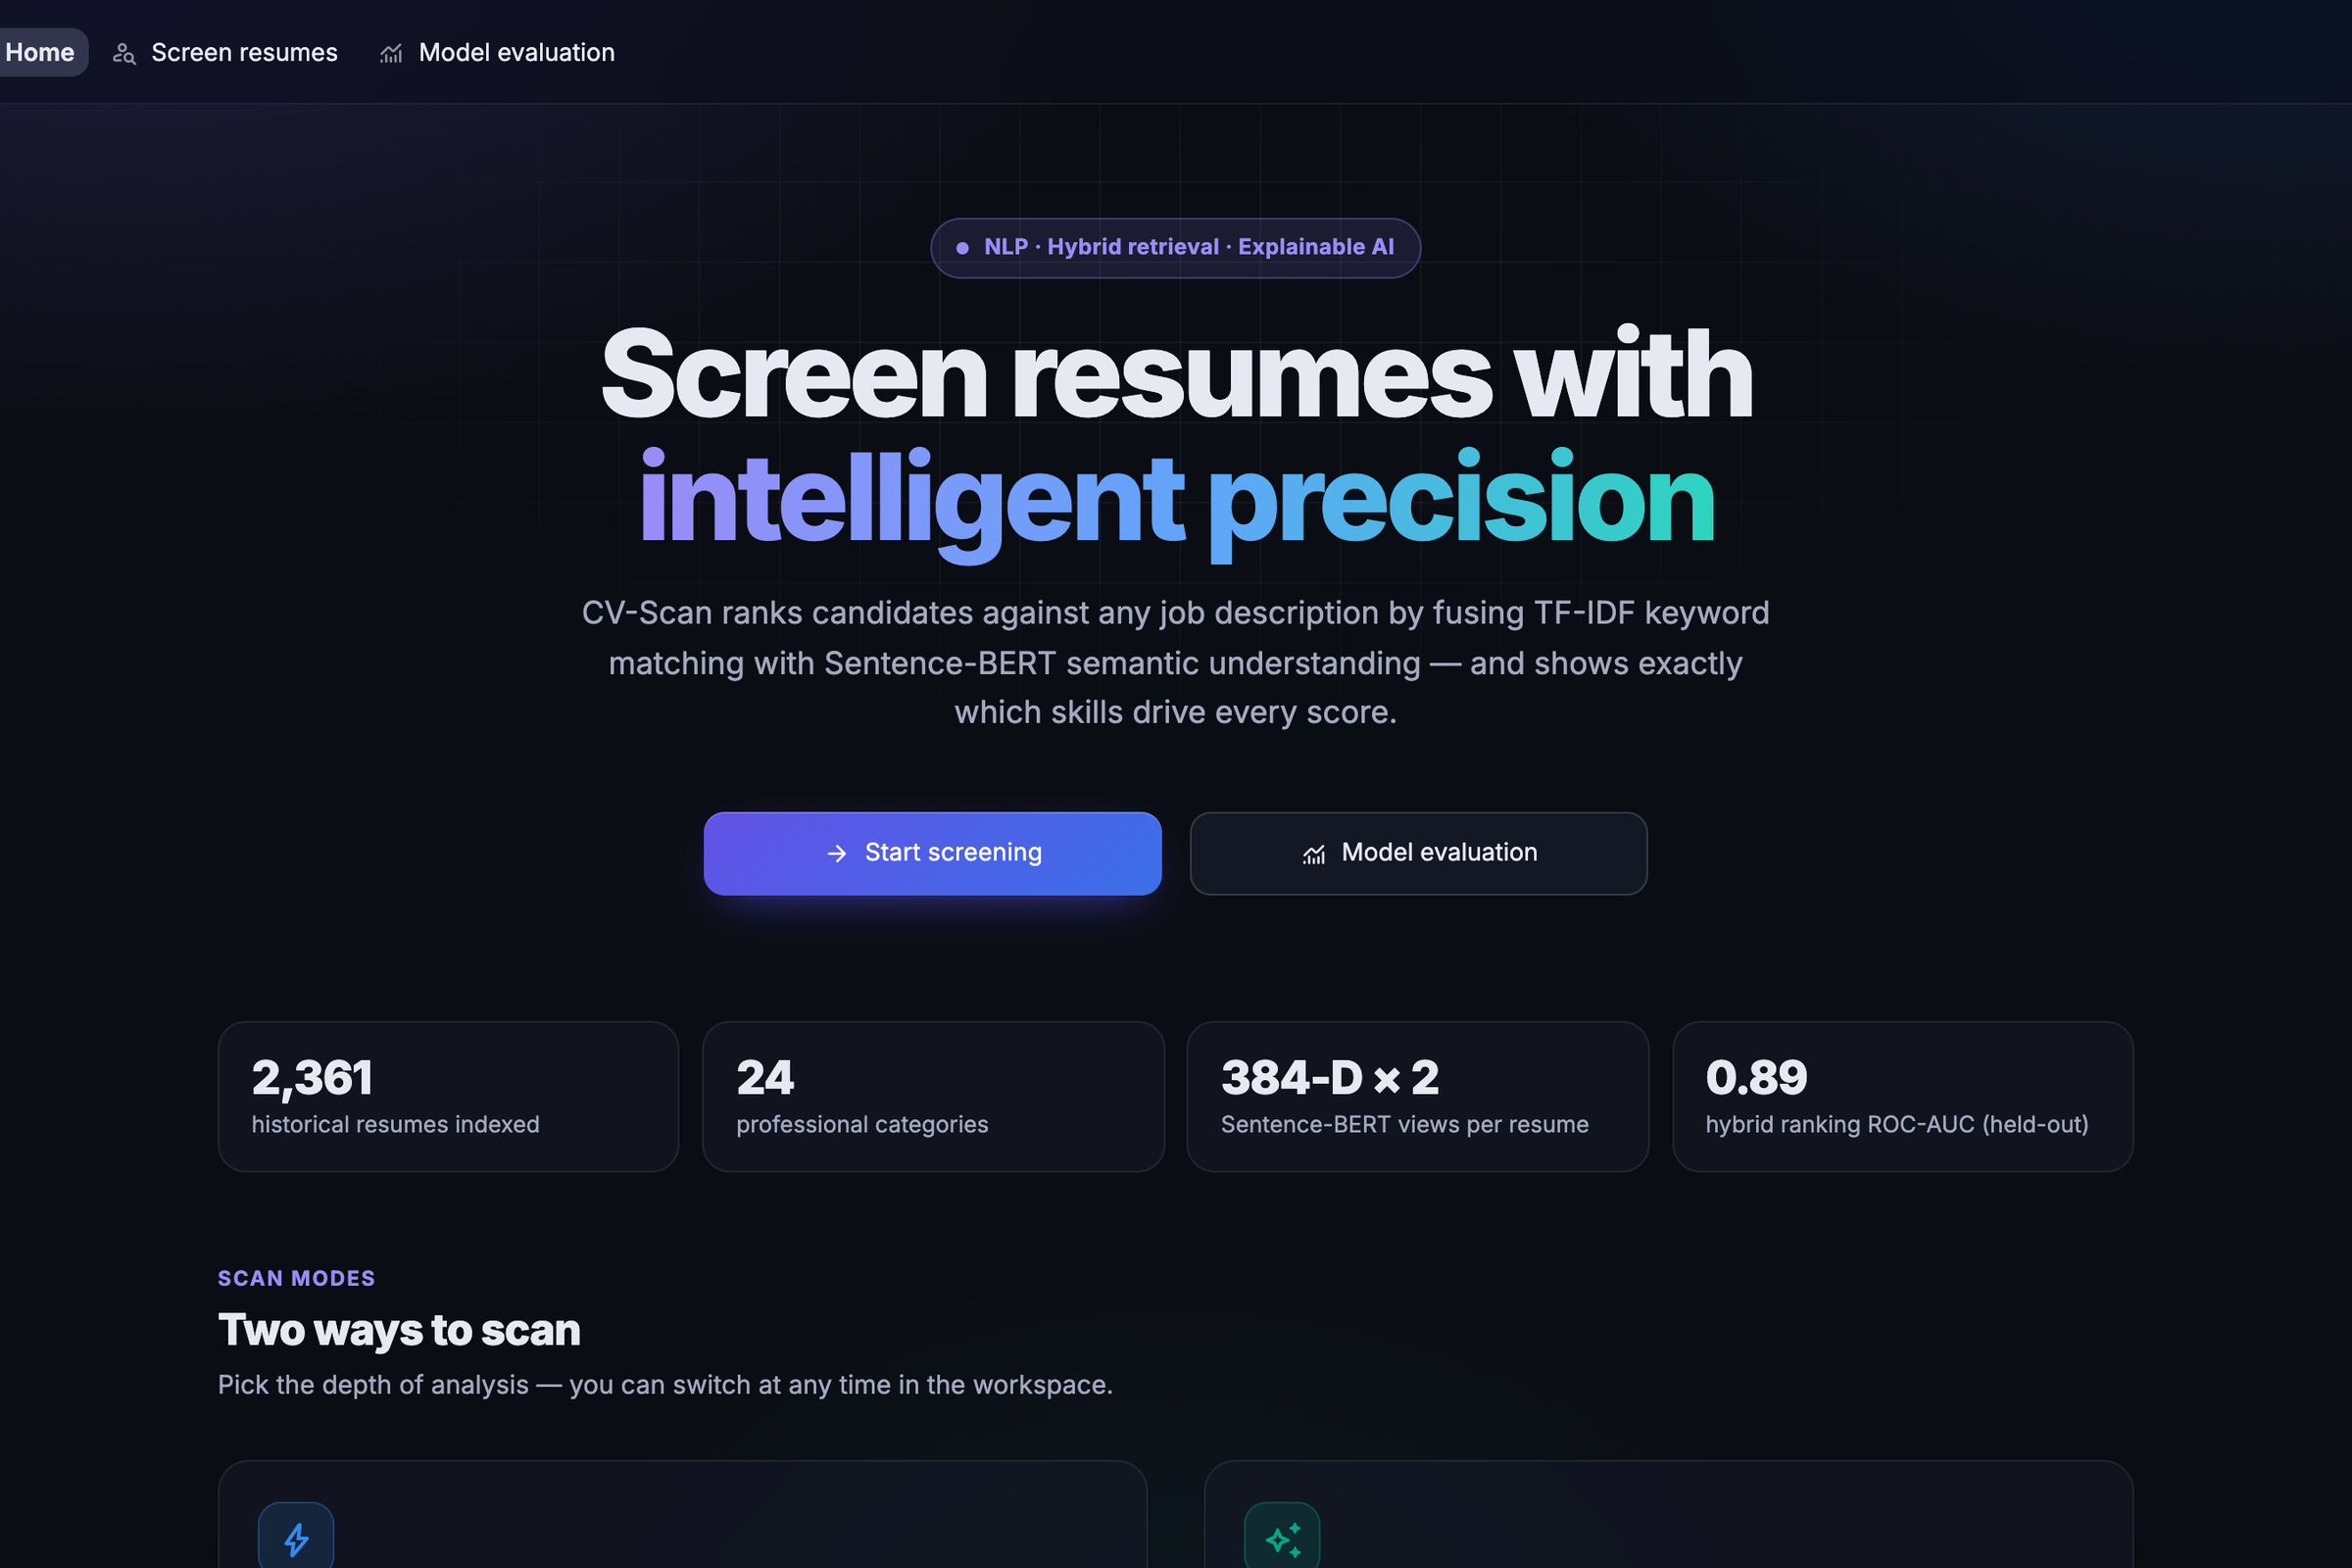 Home
Screen resumes
Model evaluation
NLP · Hybrid retrieval · Explainable AI
Screen resumes with
intelligent precision
CV-Scan ranks candidates against any job description by fusing TF-IDF keyword
matching with Sentence-BERT semantic understanding — and shows exactly
which skills drive every score.
Start screening
Model evaluation
2,361
historical resumes indexed
24
professional categories
384-D × 2
Sentence-BERT views per resume
0.89
hybrid ranking ROC-AUC (held-out)
SCAN MODES
Two ways to scan
Pick the depth of analysis — you can switch at any time in the workspace.